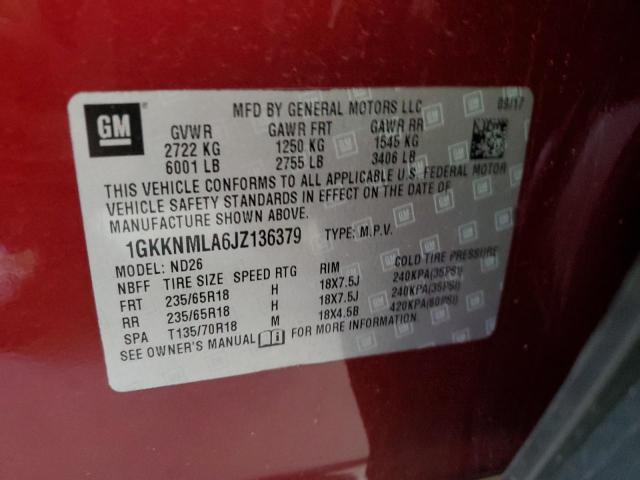 GM
MFD BY GENERAL MOTORS LLC 09/17
GVWR GAWR FRT GAWR RR
2722 KG 1250 KG 1545 KG
6001 LB 2755 LB 3406 LB
THIS VEHICLE CONFORMS TO ALL APPLICABLE U.S. FEDERAL MOTOR
VEHICLE SAFETY STANDARDS IN EFFECT ON THE DATE OF
MANUFACTURE SHOWN ABOVE.
1GKKNMLA6JZ136379 TYPE: M.P.V.
MODEL: ND26
NBFF TIRE SIZE SPEED RTG RIM COLD TIRE PRESSURE
FRT 235/65R18 H 18X7.5J 240KPA(35PSI)
RR 235/65R18 H 18X7.5J 240KPA(35PSI)
SPA T135/70R18 M 18X4.5B 420KPA(60PSI)
SEE OWNER'S MANUAL FOR MORE INFORMATION.